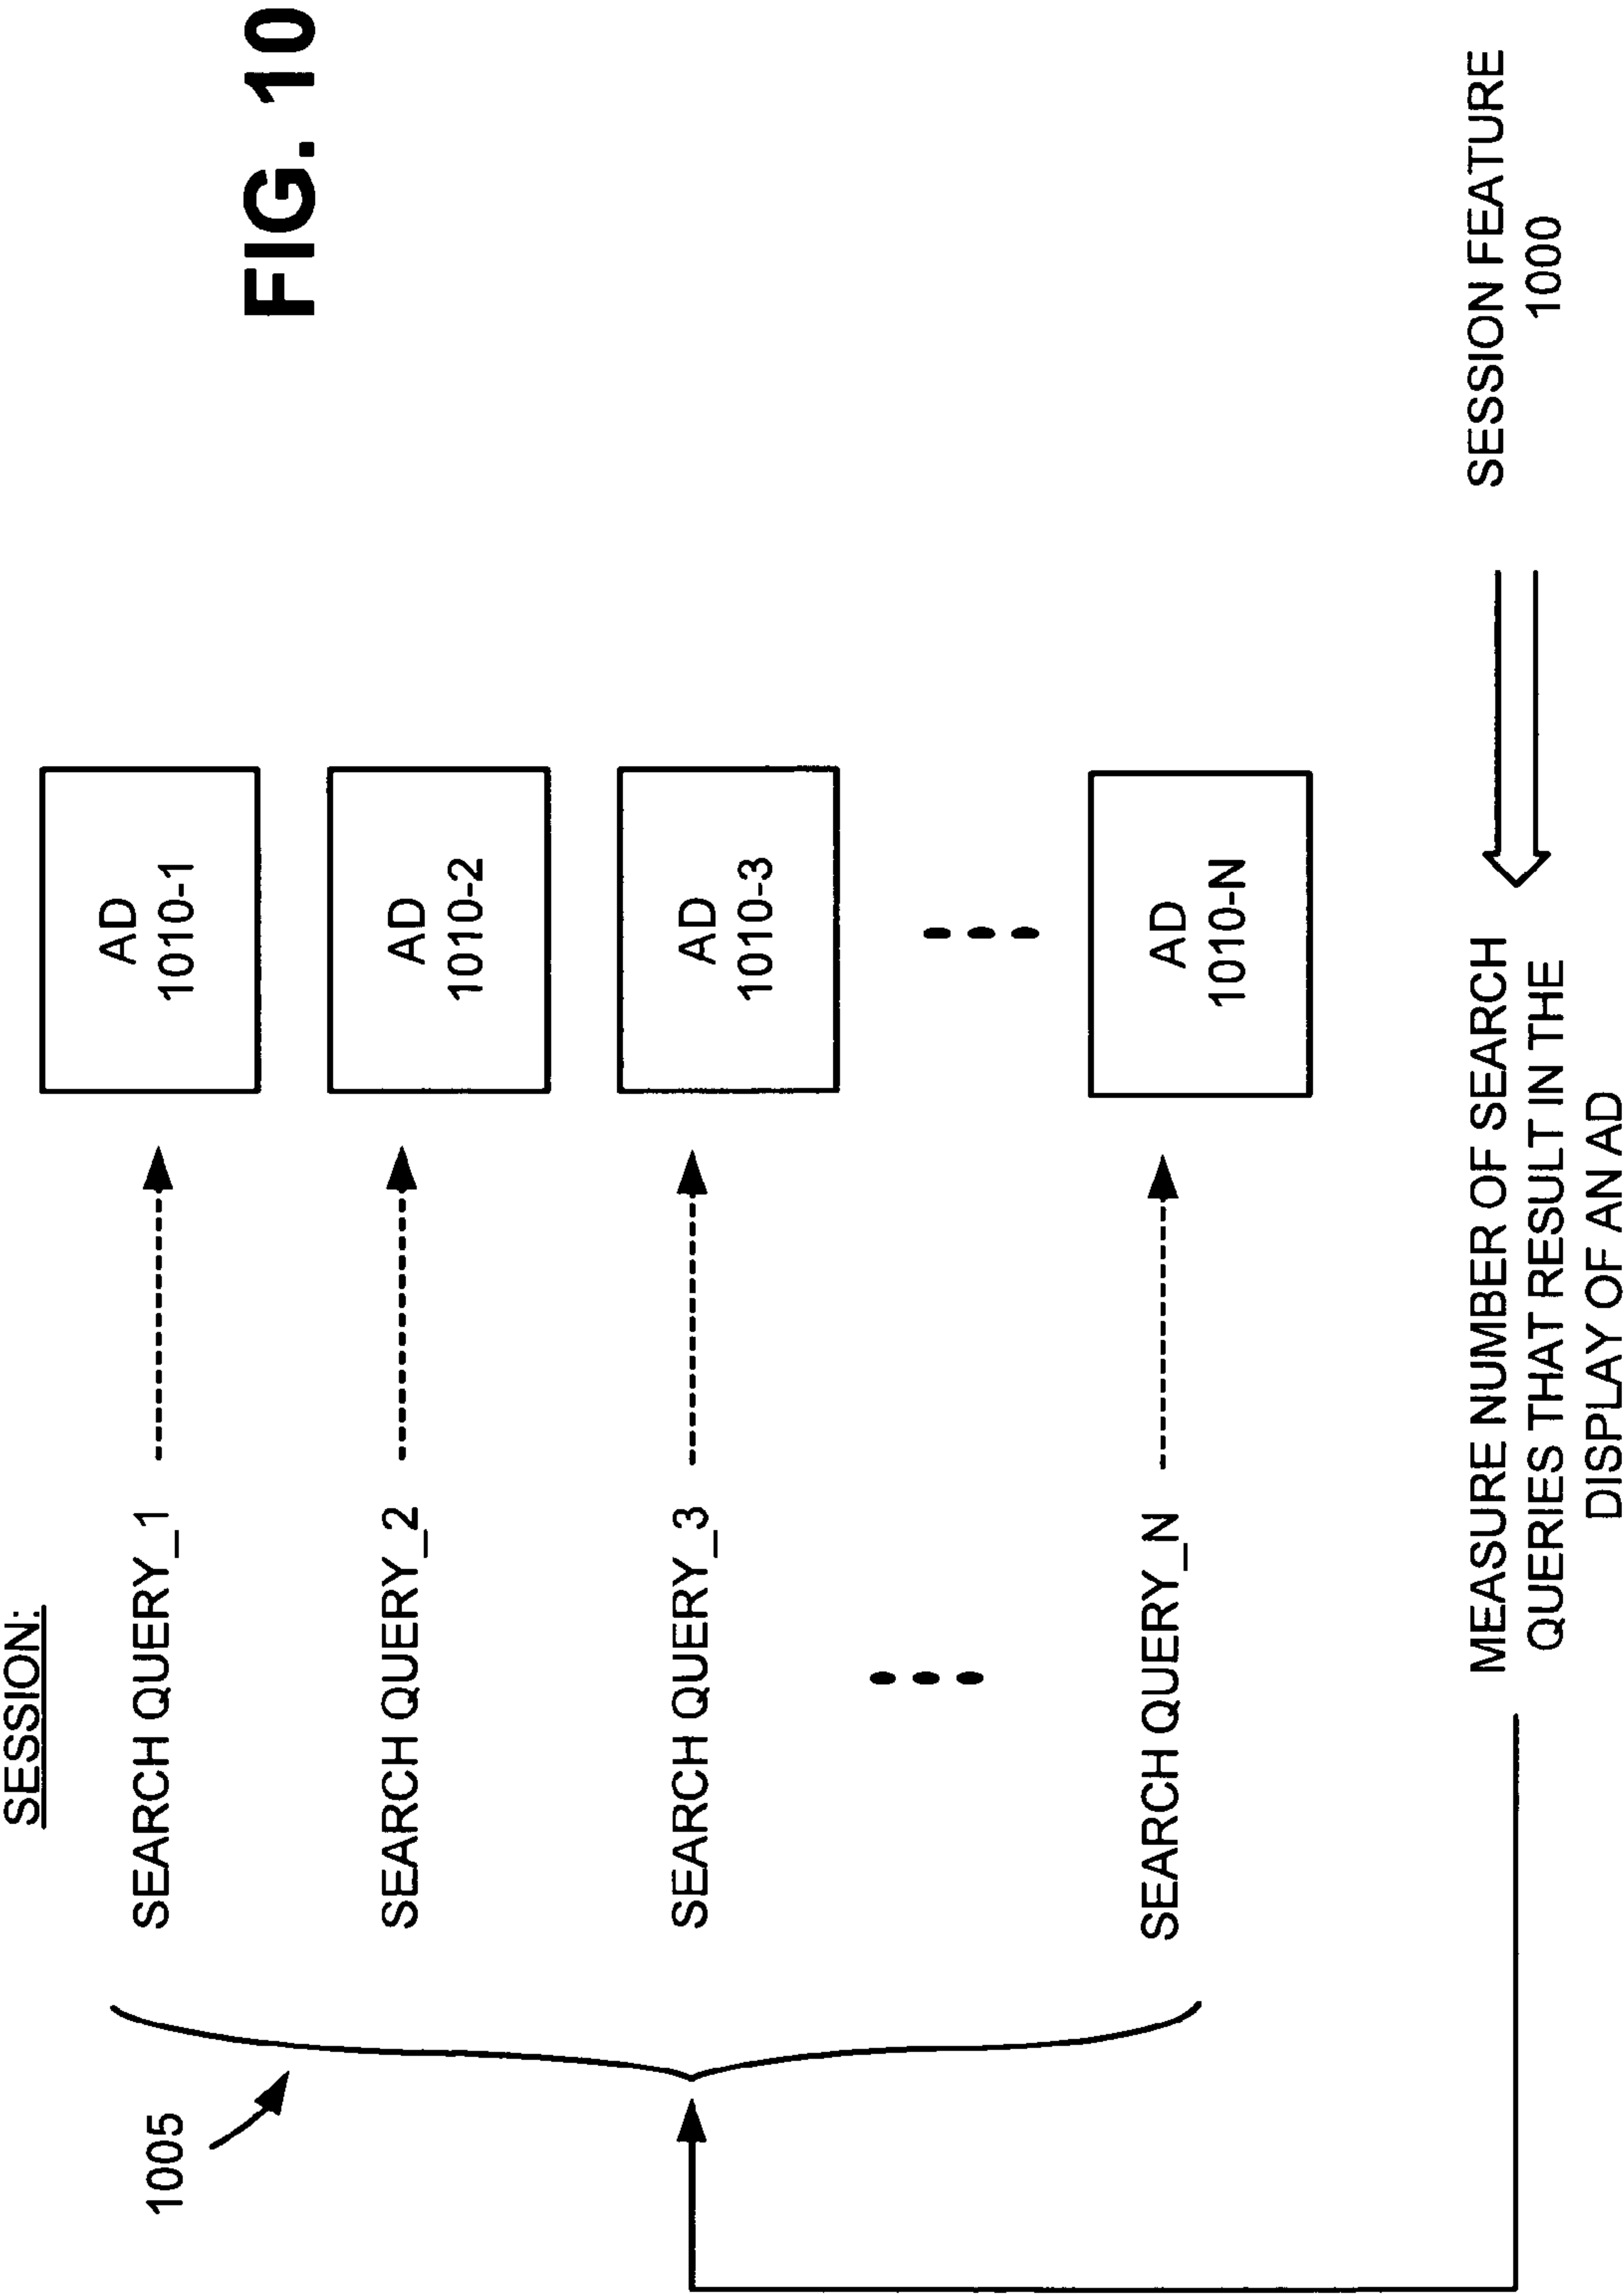 SESSION:
1005
SEARCH QUERY_1
AD
1010-1
SEARCH QUERY_2
AD
1010-2
SEARCH QUERY_3
AD
1010-3
SEARCH QUERY_N
AD
1010-N
MEASURE NUMBER OF SEARCH
QUERIES THAT RESULT IN THE
DISPLAY OF AN AD
SESSION FEATURE
1000
FIG. 10